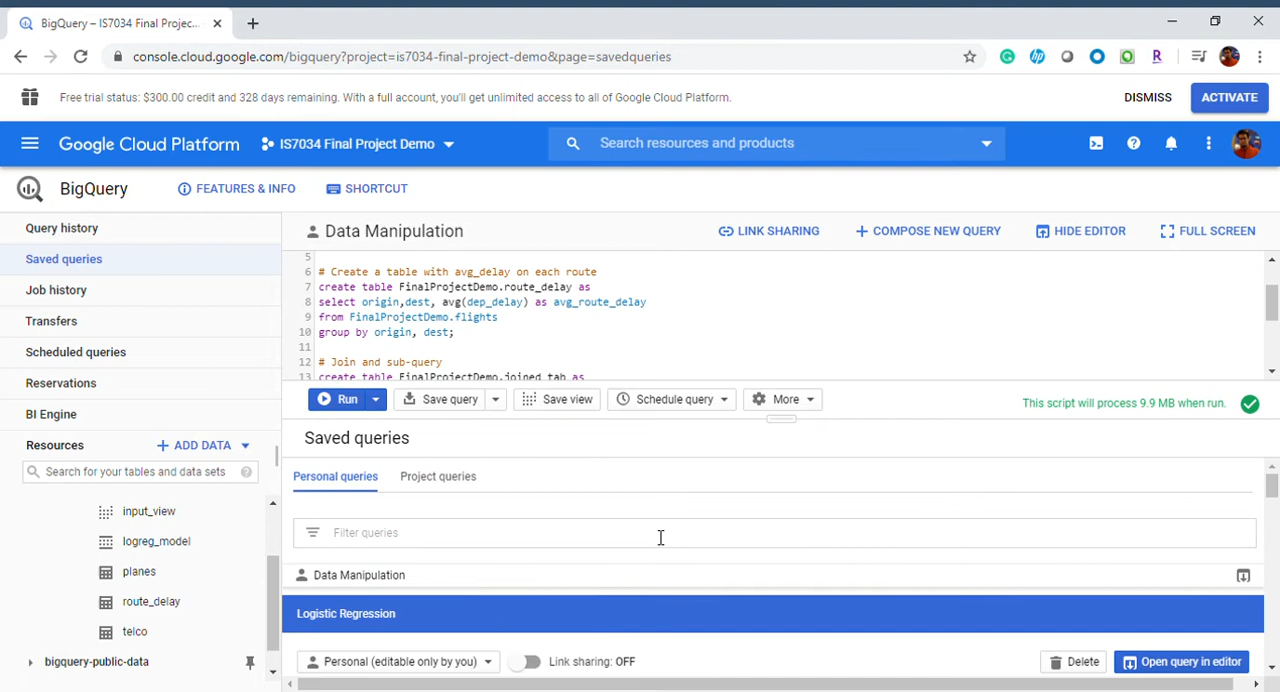 BigQuery – IS7034 Final Projec...
console.cloud.google.com/bigquery?project=is7034-final-project-demo&page=savedqueries
Free trial status: $300.00 credit and 328 days remaining. With a full account, you'll get unlimited access to all of Google Cloud Platform.
DISMISS
ACTIVATE
Google Cloud Platform
IS7034 Final Project Demo
Search resources and products
BigQuery
FEATURES & INFO
SHORTCUT
Query history
Saved queries
Job history
Transfers
Scheduled queries
Reservations
BI Engine
Resources
ADD DATA
Search for your tables and data sets
input_view
logreg_model
planes
route_delay
telco
bigquery-public-data
Data Manipulation
LINK SHARING
COMPOSE NEW QUERY
HIDE EDITOR
FULL SCREEN
5
6 # Create a table with avg_delay on each route
7 create table FinalProjectDemo.route_delay as
8 select origin,dest, avg(dep_delay) as avg_route_delay
9 from FinalProjectDemo.flights
10 group by origin, dest;
11
12 # Join and sub-query
13 create table FinalProjectDemo.joined_tab as
Run
Save query
Save view
Schedule query
More
This script will process 9.9 MB when run.
Saved queries
Personal queries
Project queries
Filter queries
Data Manipulation
Logistic Regression
Personal (editable only by you)
Link sharing: OFF
Delete
Open query in editor